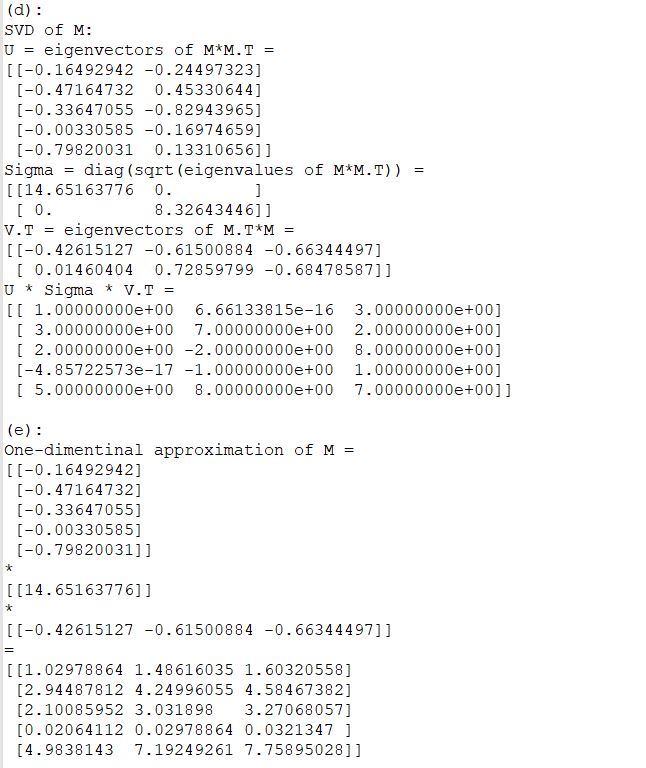 (d):
SVD of M:
U = eigenvectors of M*M.T =
[[-0.16492942 -0.24497323]
 [-0.47164732  0.45330644]
 [-0.33647055 -0.82943965]
 [-0.00330585 -0.16974659]
 [-0.79820031  0.13310656]]
Sigma = diag(sqrt(eigenvalues of M*M.T)) =
[[14.65163776  0.        ]
 [ 0.          8.32643446]]
V.T = eigenvectors of M.T*M =
[[-0.42615127 -0.61500884 -0.66344497]
 [ 0.01460404  0.72859799 -0.68478587]]
U * Sigma * V.T =
[[ 1.00000000e+00  6.66133815e-16  3.00000000e+00]
 [ 3.00000000e+00  7.00000000e+00  2.00000000e+00]
 [ 2.00000000e+00 -2.00000000e+00  8.00000000e+00]
 [-4.85722573e-17 -1.00000000e+00  1.00000000e+00]
 [ 5.00000000e+00  8.00000000e+00  7.00000000e+00]]
(e):
One-dimentinal approximation of M =
[[-0.16492942]
 [-0.47164732]
 [-0.33647055]
 [-0.00330585]
 [-0.79820031]]
*
[[14.65163776]]
*
[[-0.42615127 -0.61500884 -0.66344497]]
=
[[1.02978864 1.48616035 1.60320558]
 [2.94487812 4.24996055 4.58467382]
 [2.10085952 3.031898   3.27068057]
 [0.02064112 0.02978864 0.0321347 ]
 [4.9838143  7.19249261 7.75895028]]